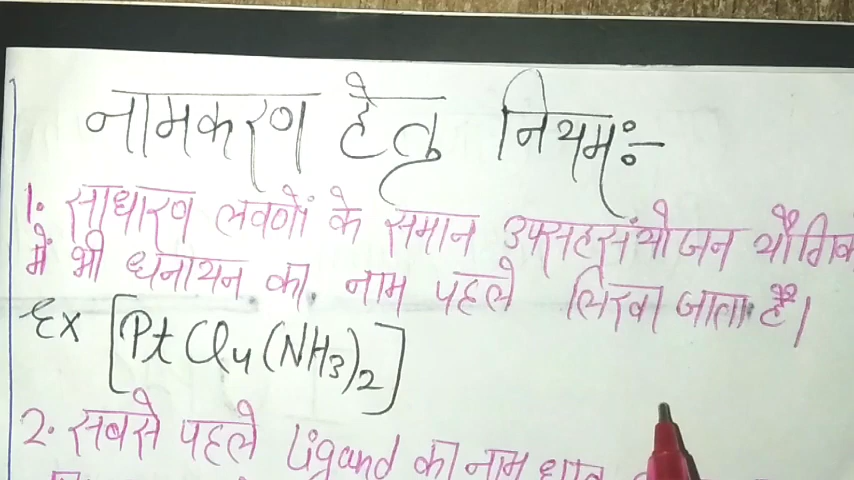 नामकरण हेतु नियम:-
1. साधारण लवणों के समान उपसहसंयोजन यौगिक
में भी धनायन का नाम पहले लिखा जाता है।
Ex [PtCl4(NH3)2]
2. सबसे पहले Ligand का नाम